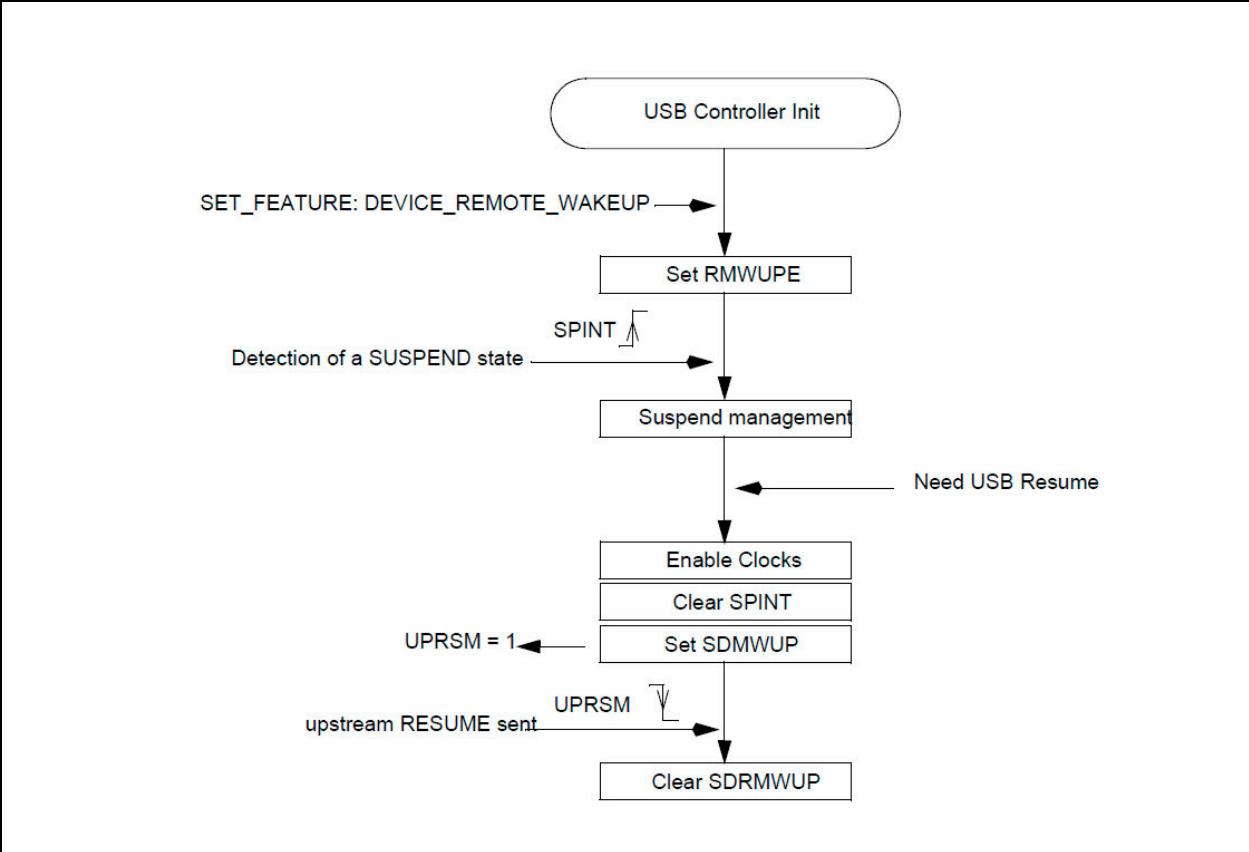 USB Controller Init
SET_FEATURE: DEVICE_REMOTE_WAKEUP
Set RMWUPE
SPINT
Detection of a SUSPEND state
Suspend management
Need USB Resume
Enable Clocks
Clear SPINT
UPRSM = 1
Set SDMWUP
UPRSM
upstream RESUME sent
Clear SDRMWUP